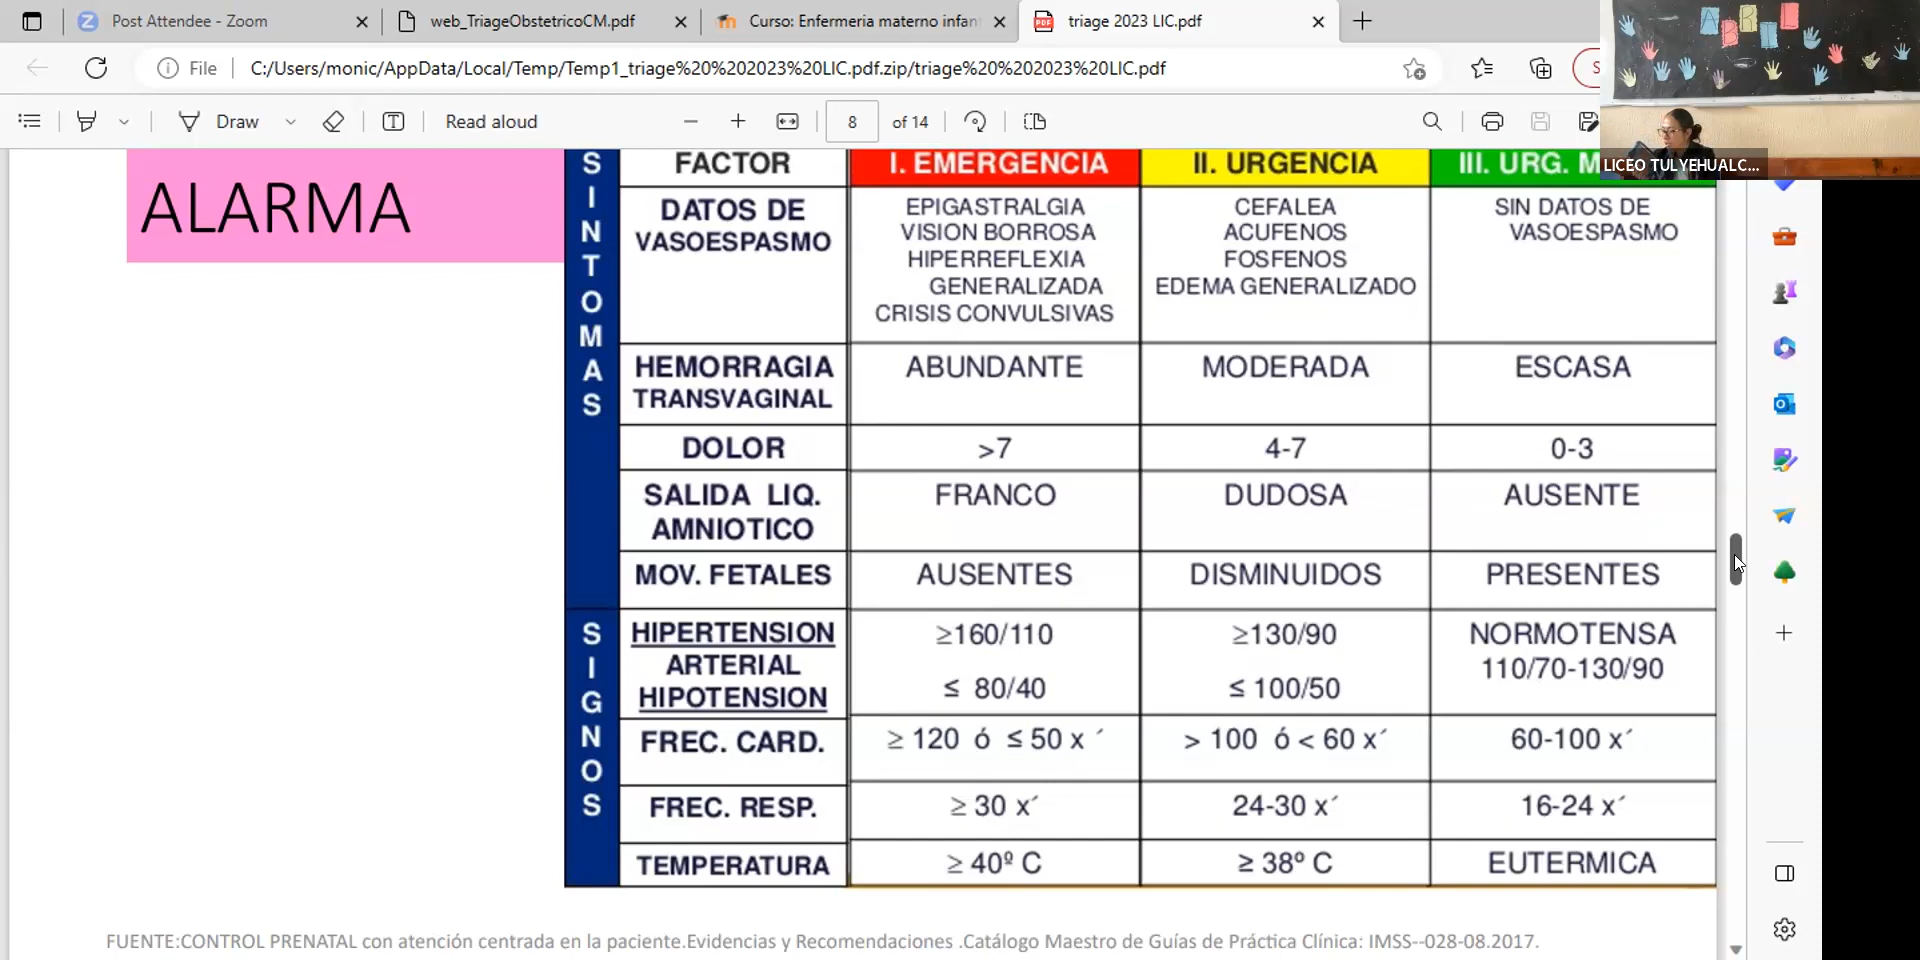 Post Attendee - Zoom
web_TriageObstetricoCM.pdf
Curso: Enfermeria materno infan
triage 2023 LIC.pdf
File
C:/Users/monic/AppData/Local/Temp/Temp1_triage%20%202023%20LIC.pdf.zip/triage%20%202023%20LIC.pdf
S
Draw
Read aloud
8 of 14
ABRIL
LICEO TULYEHUALC...
ALARMA
SINTOMAS
FACTOR
I. EMERGENCIA
II. URGENCIA
III. URG. M
DATOS DE
VASOESPASMO
EPIGASTRALGIA
VISION BORROSA
HIPERREFLEXIA
GENERALIZADA
CRISIS CONVULSIVAS
CEFALEA
ACUFENOS
FOSFENOS
EDEMA GENERALIZADO
SIN DATOS DE
VASOESPASMO
HEMORRAGIA
TRANSVAGINAL
ABUNDANTE
MODERADA
ESCASA
DOLOR
>7
4-7
0-3
SALIDA LIQ.
AMNIOTICO
FRANCO
DUDOSA
AUSENTE
MOV. FETALES
AUSENTES
DISMINUIDOS
PRESENTES
SIGNOS
HIPERTENSION
ARTERIAL
HIPOTENSION
≥160/110
≤ 80/40
≥130/90
≤ 100/50
NORMOTENSA
110/70-130/90
FREC. CARD.
≥ 120 ó ≤ 50 x ´
> 100 ó < 60 x´
60-100 x´
FREC. RESP.
≥ 30 x´
24-30 x´
16-24 x´
TEMPERATURA
≥ 40º C
≥ 38º C
EUTERMICA
FUENTE:CONTROL PRENATAL con atención centrada en la paciente.Evidencias y Recomendaciones .Catálogo Maestro de Guías de Práctica Clínica: IMSS--028-08.2017.